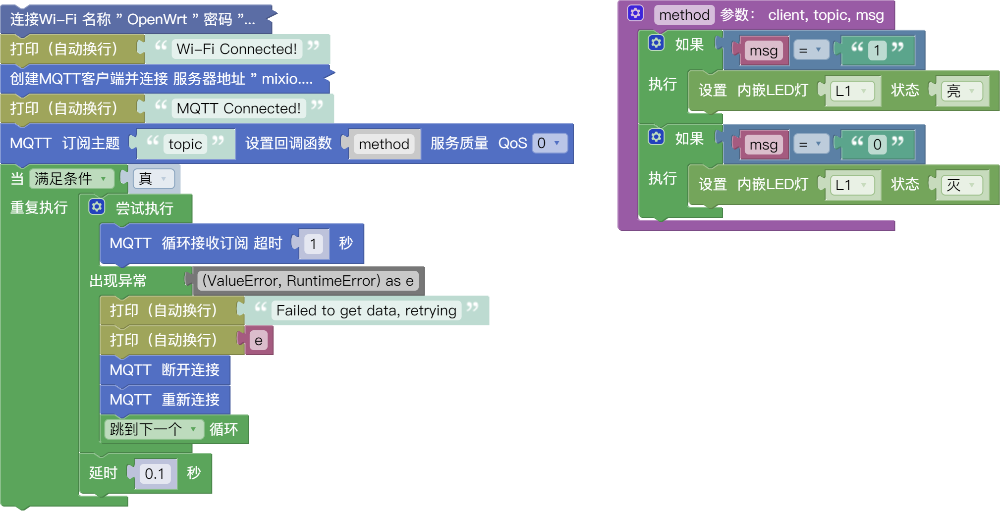 连接Wi-Fi 名称 ” OpenWrt ” 密码 ”...
打印（自动换行） “ Wi-Fi Connected! ”
创建MQTT客户端并连接 服务器地址 ” mixio....
打印（自动换行） “ MQTT Connected! ”
MQTT 订阅主题 “ topic ” 设置回调函数 method 服务质量 QoS 0
当 满足条件 真
重复执行 尝试执行
MQTT 循环接收订阅 超时 1 秒
出现异常 (ValueError, RuntimeError) as e
打印（自动换行） “ Failed to get data, retrying ”
打印（自动换行） e
MQTT 断开连接
MQTT 重新连接
跳到下一个 循环
延时 0.1 秒
method 参数： client, topic, msg
如果 msg = “ 1 ”
执行 设置 内嵌LED灯 L1 状态 亮
如果 msg = “ 0 ”
执行 设置 内嵌LED灯 L1 状态 灭